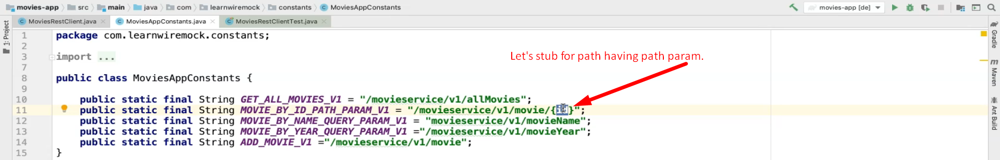 movies-app src main java com learnwiremock constants MoviesAppConstants movies-app [de]
MoviesRestClient.java MoviesAppConstants.java MoviesRestClientTest.java
1: Project
1 package com.learnwiremock.constants;
2
3 import ...
7
Let's stub for path having path param.
8 public class MoviesAppConstants {
9
10 public static final String GET_ALL_MOVIES_V1 = "/movieservice/v1/allMovies";
11 public static final String MOVIE_BY_ID_PATH_PARAM_V1 = "/movieservice/v1/movie/{id}";
12 public static final String MOVIE_BY_NAME_QUERY_PARAM_V1 = "movieservice/v1/movieName";
13 public static final String MOVIE_BY_YEAR_QUERY_PARAM_V1 ="/movieservice/v1/movieYear";
14 public static final String ADD_MOVIE_V1 ="/movieservice/v1/movie";
15 }
Gradle
m Maven
Ant Build